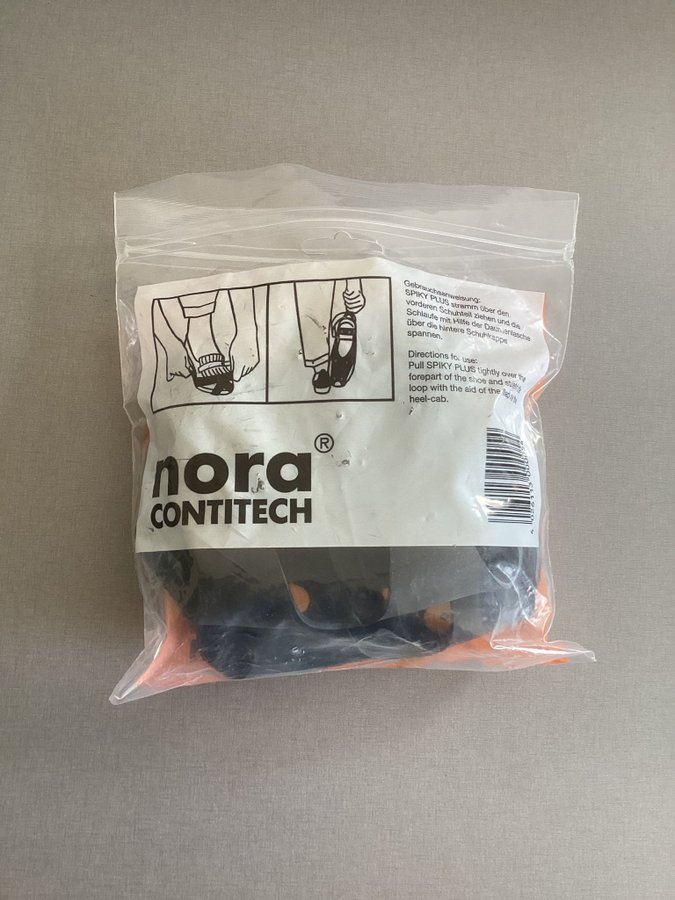 Gebrauchsanweisung:
SPIKY PLUS stramm über den
vorderen Schuhteil ziehen und die
Schlaufe mit Hilfe der Daumenlasche
über die hintere Schuhkappe
spannen.
Directions for use:
Pull SPIKY PLUS tightly over the
forepart of the shoe and
loop with the aid of the
heel-cab.
nora®
CONTITECH